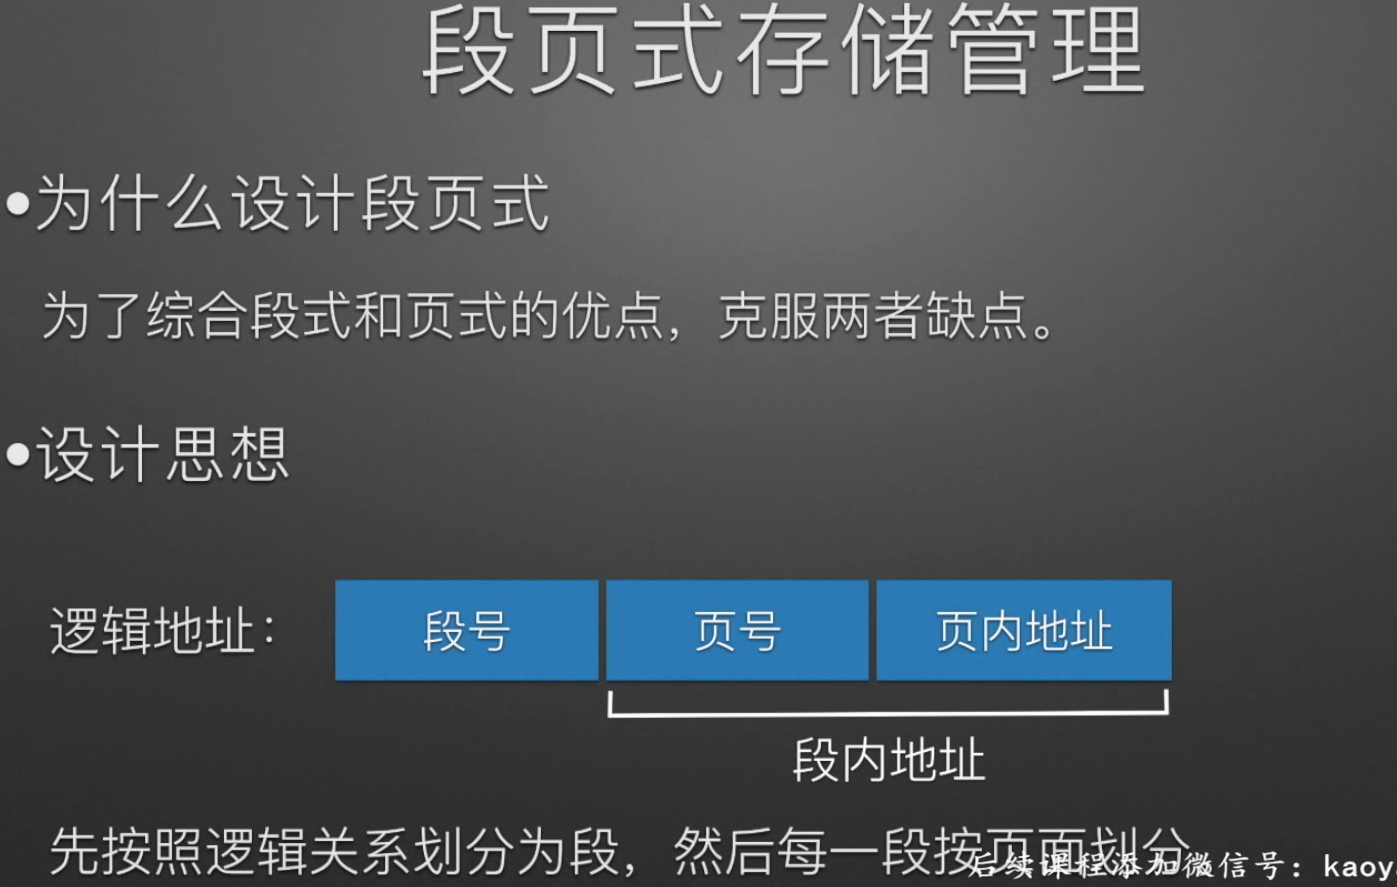 段页式存储管理
•为什么设计段页式
为了综合段式和页式的优点，克服两者缺点。
•设计思想
逻辑地址： 段号 页号 页内地址
段内地址
先按照逻辑关系划分为段，然后每一段按页面划分
后续课程添加微信号：kaoy